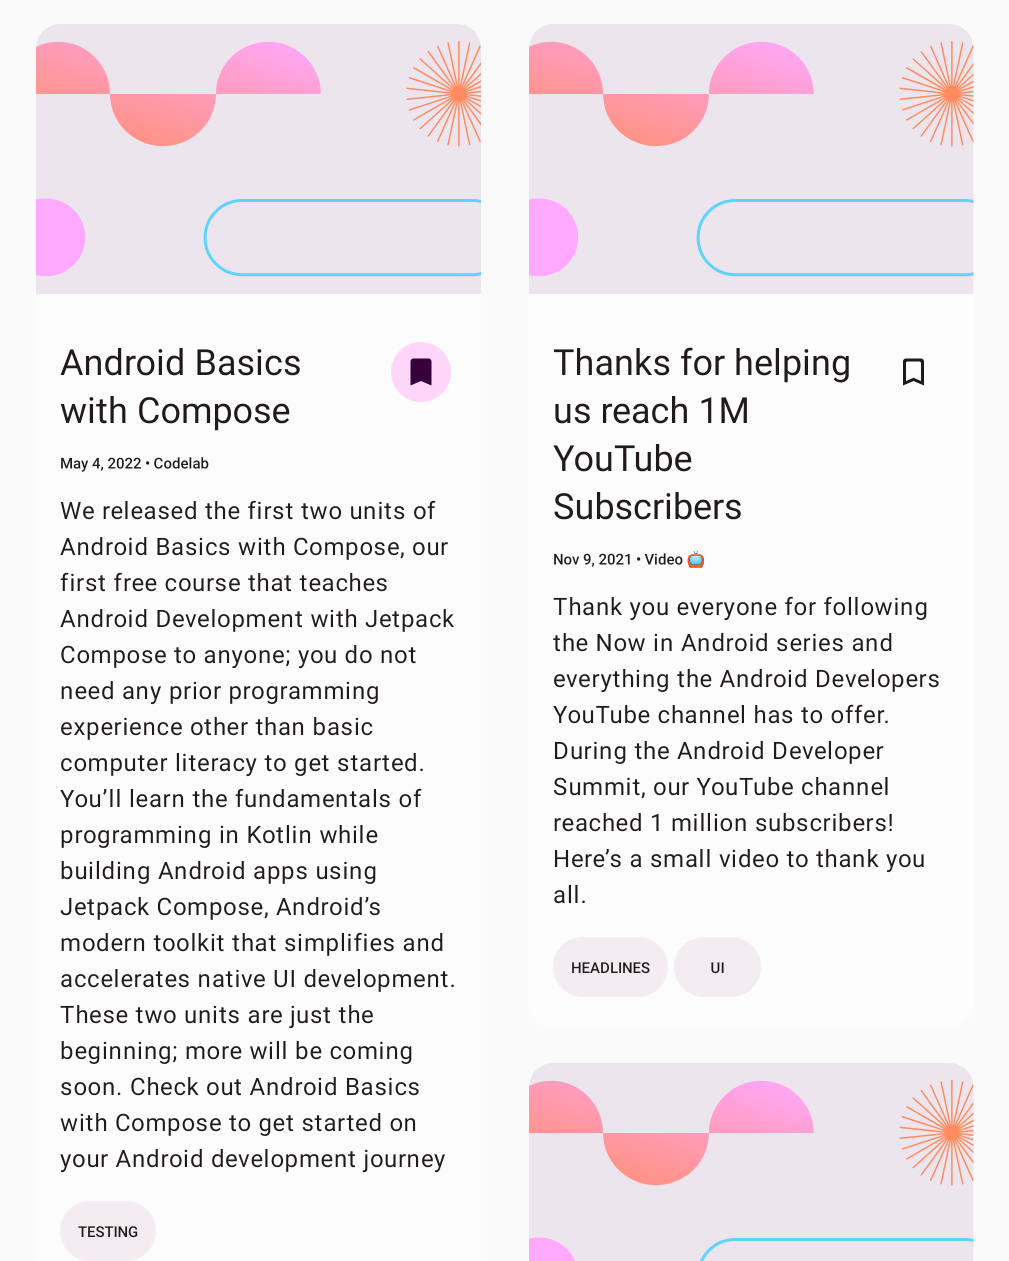 Android Basics
with Compose
May 4, 2022 • Codelab
We released the first two units of
Android Basics with Compose, our
first free course that teaches
Android Development with Jetpack
Compose to anyone; you do not
need any prior programming
experience other than basic
computer literacy to get started.
You’ll learn the fundamentals of
programming in Kotlin while
building Android apps using
Jetpack Compose, Android’s
modern toolkit that simplifies and
accelerates native UI development.
These two units are just the
beginning; more will be coming
soon. Check out Android Basics
with Compose to get started on
your Android development journey
TESTING
Thanks for helping
us reach 1M
YouTube
Subscribers
Nov 9, 2021 • Video 📺
Thank you everyone for following
the Now in Android series and
everything the Android Developers
YouTube channel has to offer.
During the Android Developer
Summit, our YouTube channel
reached 1 million subscribers!
Here’s a small video to thank you
all.
HEADLINES
UI